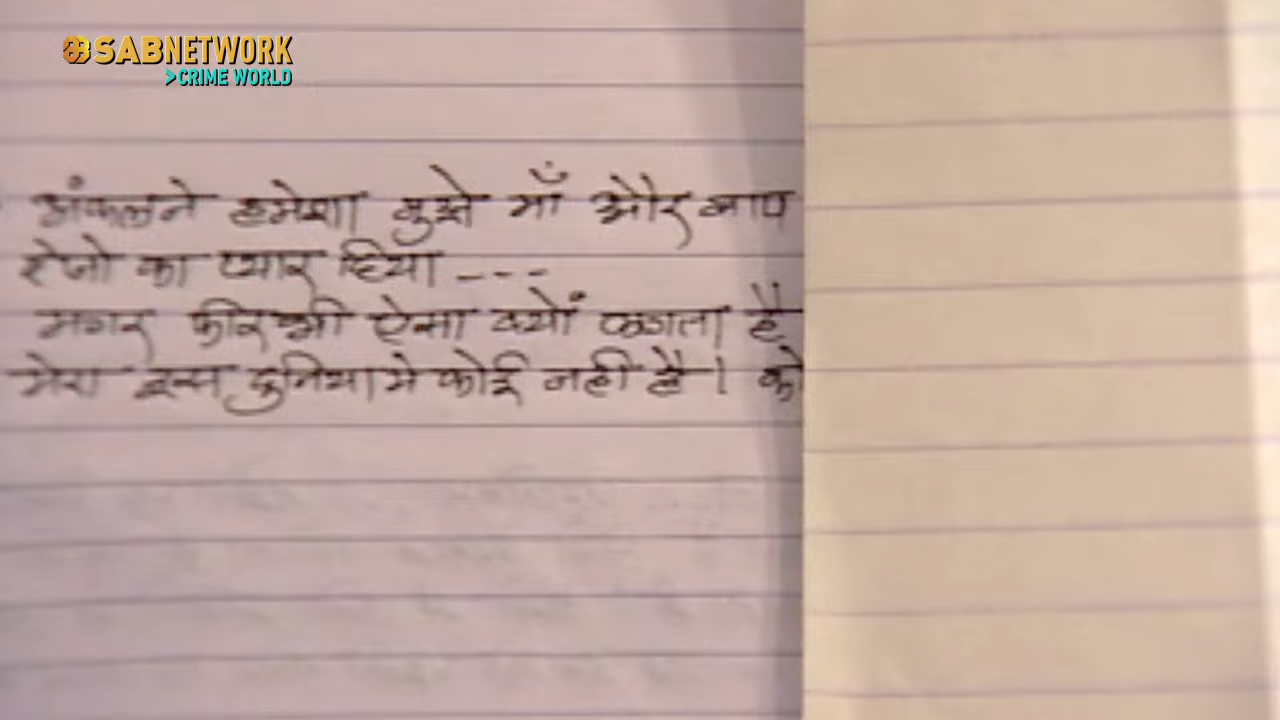 SABNETWORK
>CRIME WORLD
अंकलने हमेशा मुझे माँ और बाप
का प्यार दिया ---
मगर फीरभी ऐसा क्यों लगता है
मेरा इस दुनिया मे कोई नही है। को